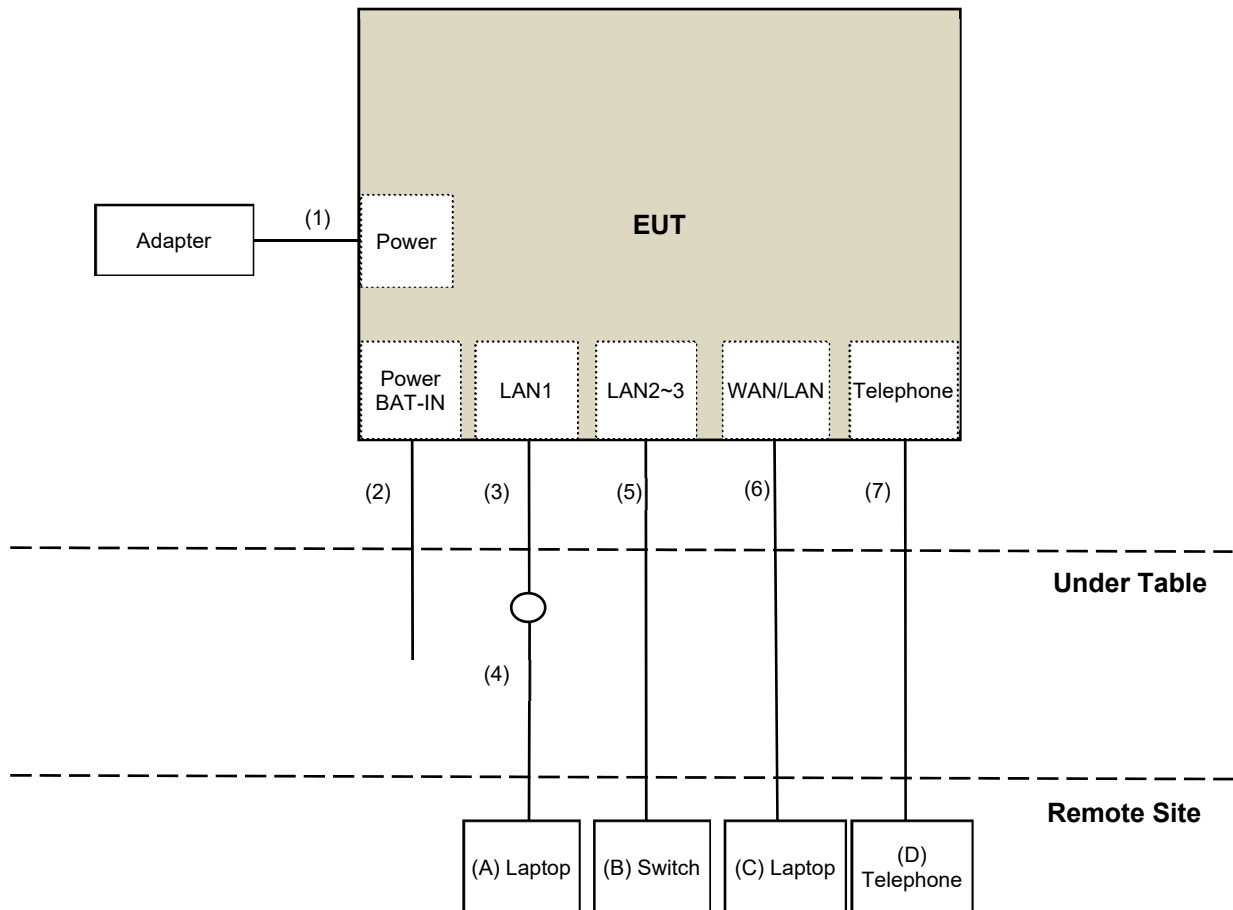 EUT
(1)
Adapter
Power
Power
BAT-IN
LAN1
LAN2~3
WAN/LAN
Telephone
(2)
(3)
(5)
(6)
(7)
Under Table
(4)
Remote Site
(A) Laptop
(B) Switch
(C) Laptop
(D)
Telephone